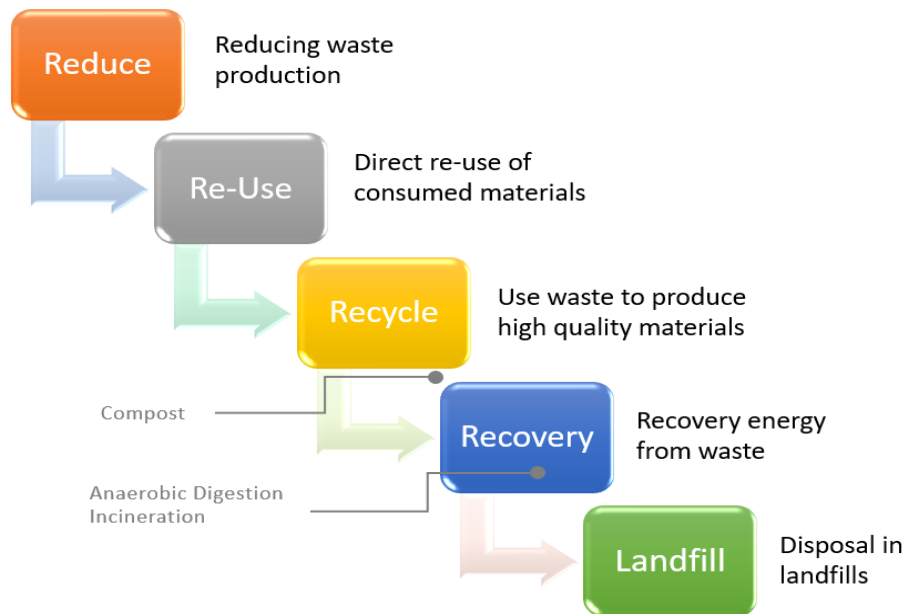 Reduce
Reducing waste
production
Re-Use
Direct re-use of
consumed materials
Recycle
Use waste to produce
high quality materials
Compost
Recovery
Recovery energy
from waste
Anaerobic Digestion
Incineration
Landfill
Disposal in
landfills